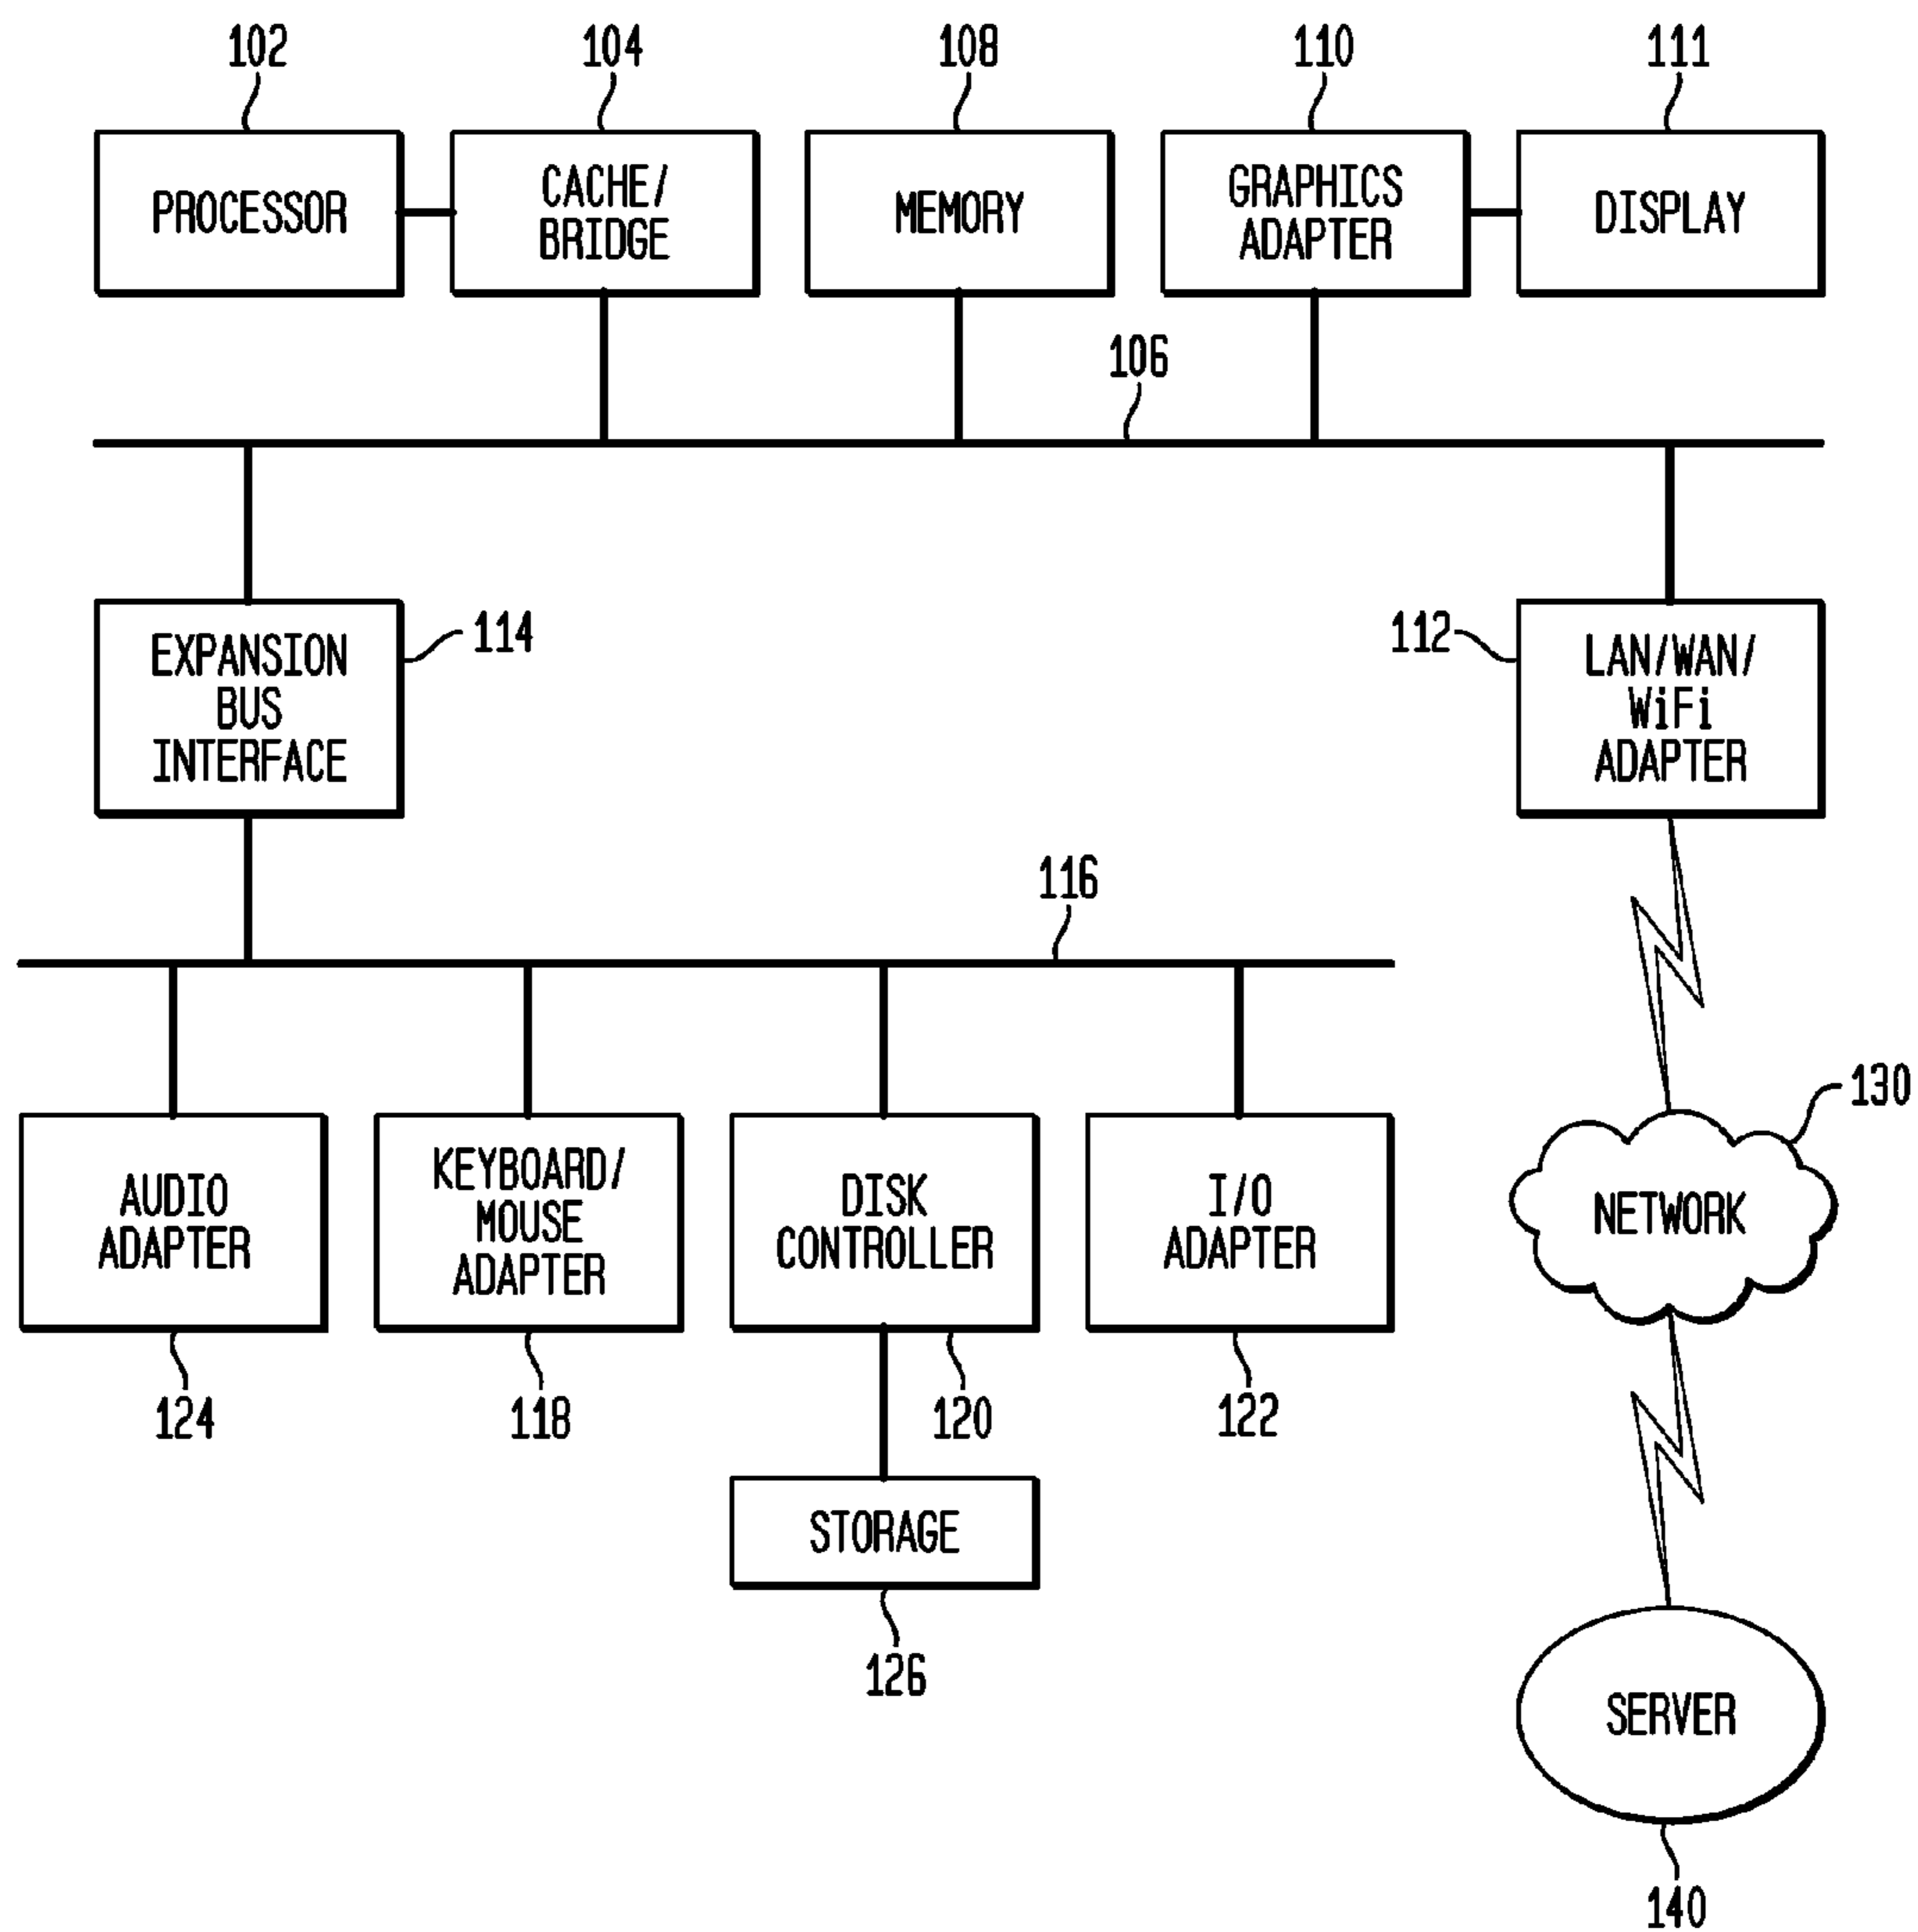 102
104
108
110
111
PROCESSOR
CACHE/
BRIDGE
MEMORY
GRAPHICS
ADAPTER
DISPLAY
106
EXPANSION
BUS
INTERFACE
114
112
LAN/WAN/
WiFi
ADAPTER
116
130
AUDIO
ADAPTER
KEYBOARD/
MOUSE
ADAPTER
DISK
CONTROLLER
I/O
ADAPTER
NETWORK
124
118
120
122
STORAGE
126
SERVER
140